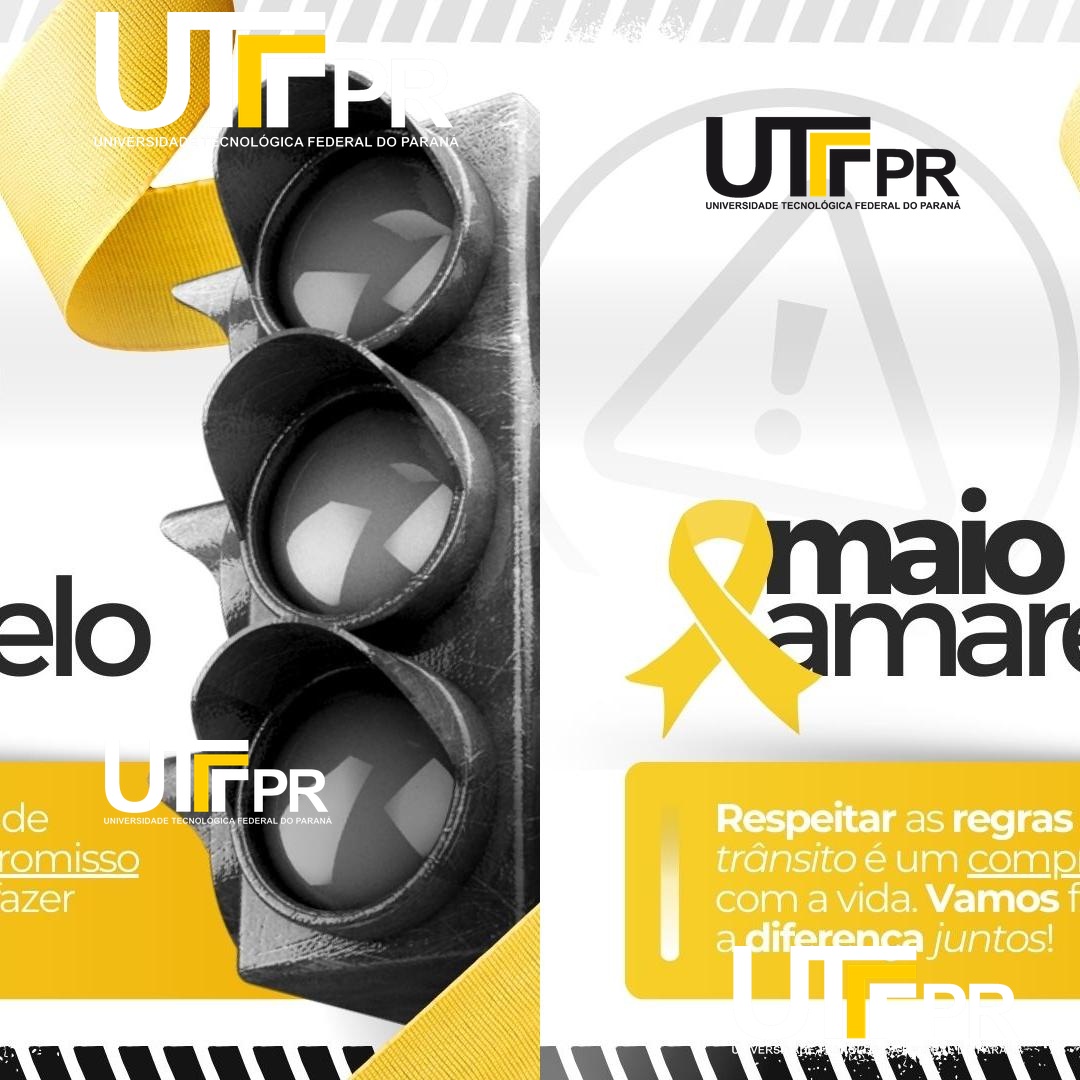 UTFPR
UNIVERSIDADE TECNOLÓGICA FEDERAL DO PARANÁ
elo
UTFPR
UNIVERSIDADE TECNOLÓGICA FEDERAL DO PARANÁ
de
romisso
fazer
UTFPR
UNIVERSIDADE TECNOLÓGICA FEDERAL DO PARANÁ
maio
amare
Respeitar as regras
trânsito é um comp
com a vida. Vamos f
a diferença juntos!
UTFPR